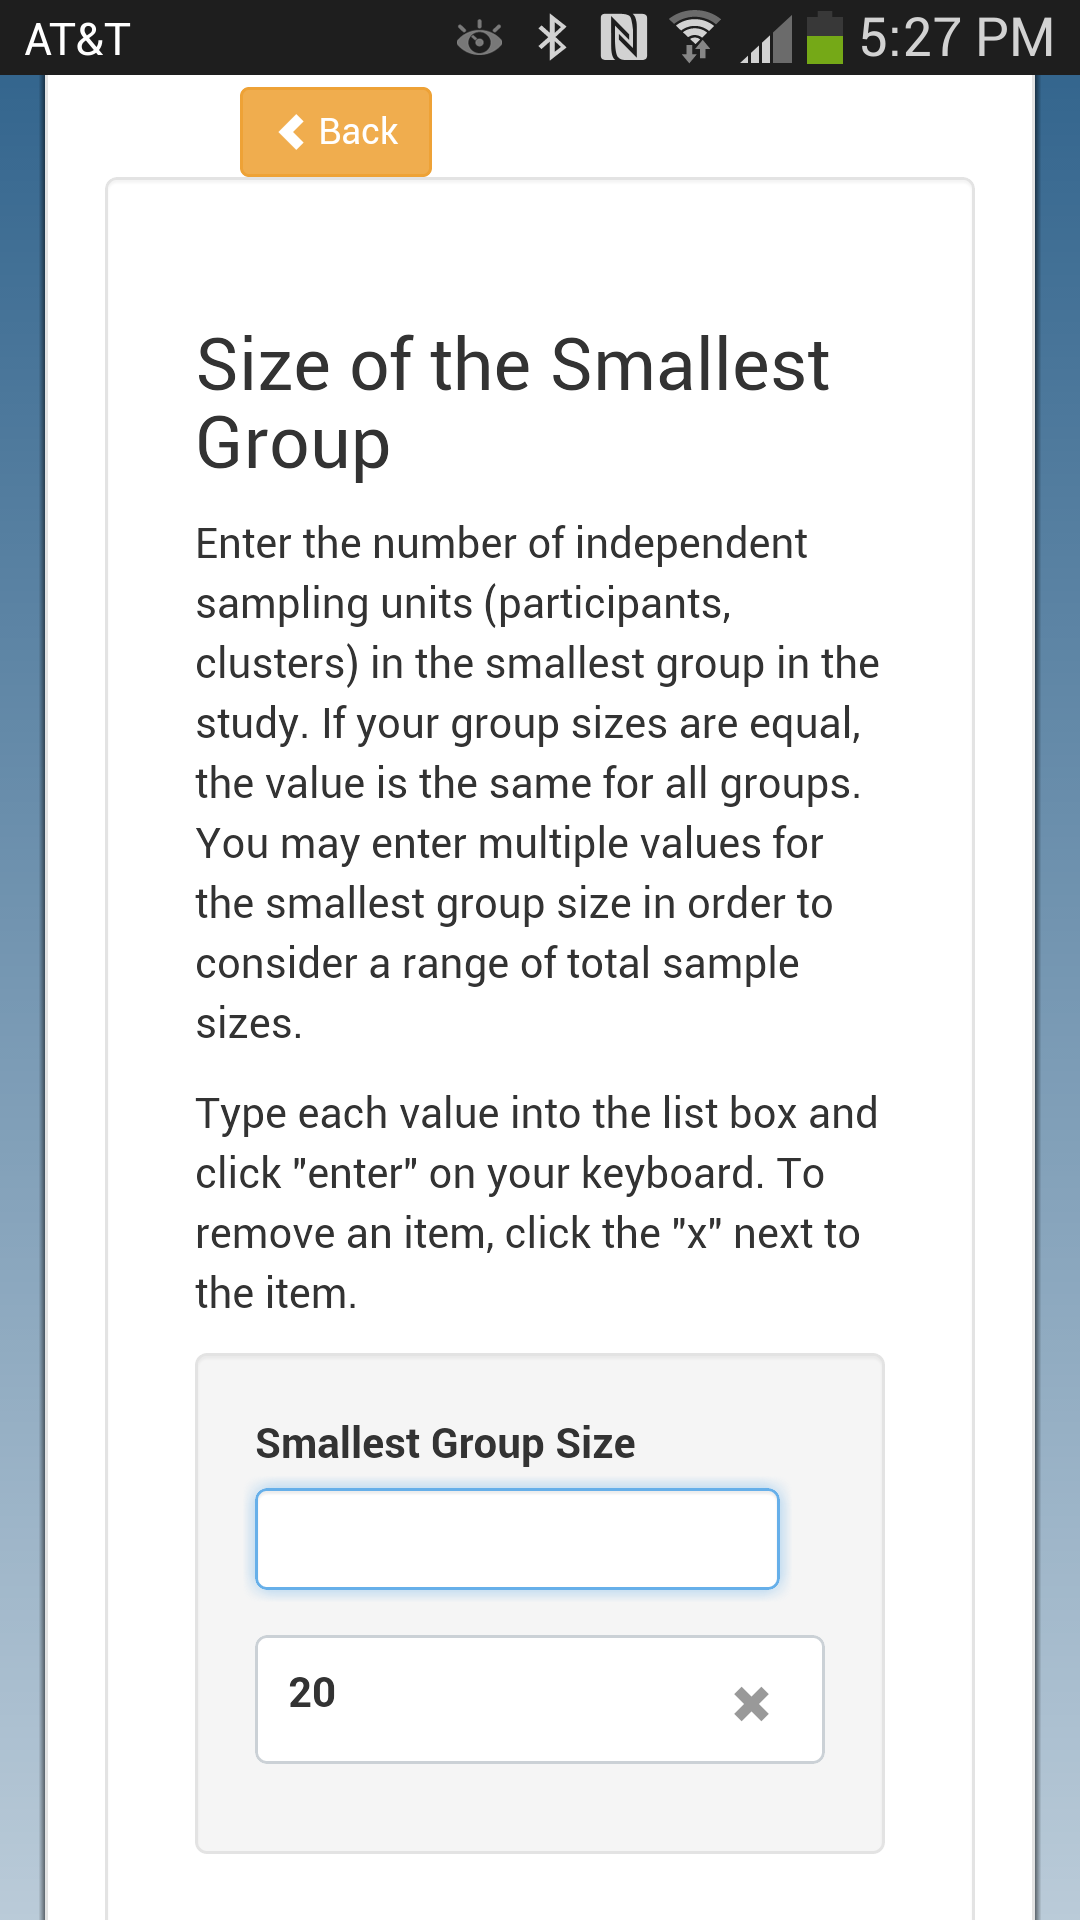 AT&T 5:27 PM
Back
Size of the Smallest
Group
Enter the number of independent
sampling units (participants,
clusters) in the smallest group in the
study. If your group sizes are equal,
the value is the same for all groups.
You may enter multiple values for
the smallest group size in order to
consider a range of total sample
sizes.
Type each value into the list box and
click "enter" on your keyboard. To
remove an item, click the "x" next to
the item.
Smallest Group Size
20